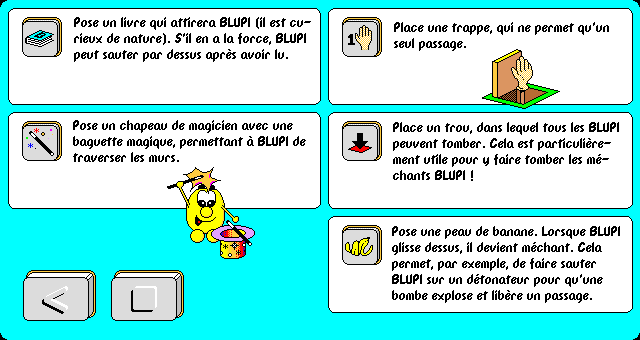 Pose un livre qui attirera BLUPI (il est cu-
rieux de nature). S'il en a la force, BLUPI
peut sauter par dessus après avoir lu.
Pose un chapeau de magicien avec une
baguette magique, permettant à BLUPI de
traverser les murs.
1
Place une trappe, qui ne permet qu'un
seul passage.
Place un trou, dans lequel tous les BLUPI
peuvent tomber. Cela est particulière-
ment utile pour y faire tomber les mé-
chants BLUPI !
Pose une peau de banane. Lorsque BLUPI
glisse dessus, il devient méchant. Cela
permet, par exemple, de faire sauter
BLUPI sur un détonateur pour qu'une
bombe explose et libère un passage.